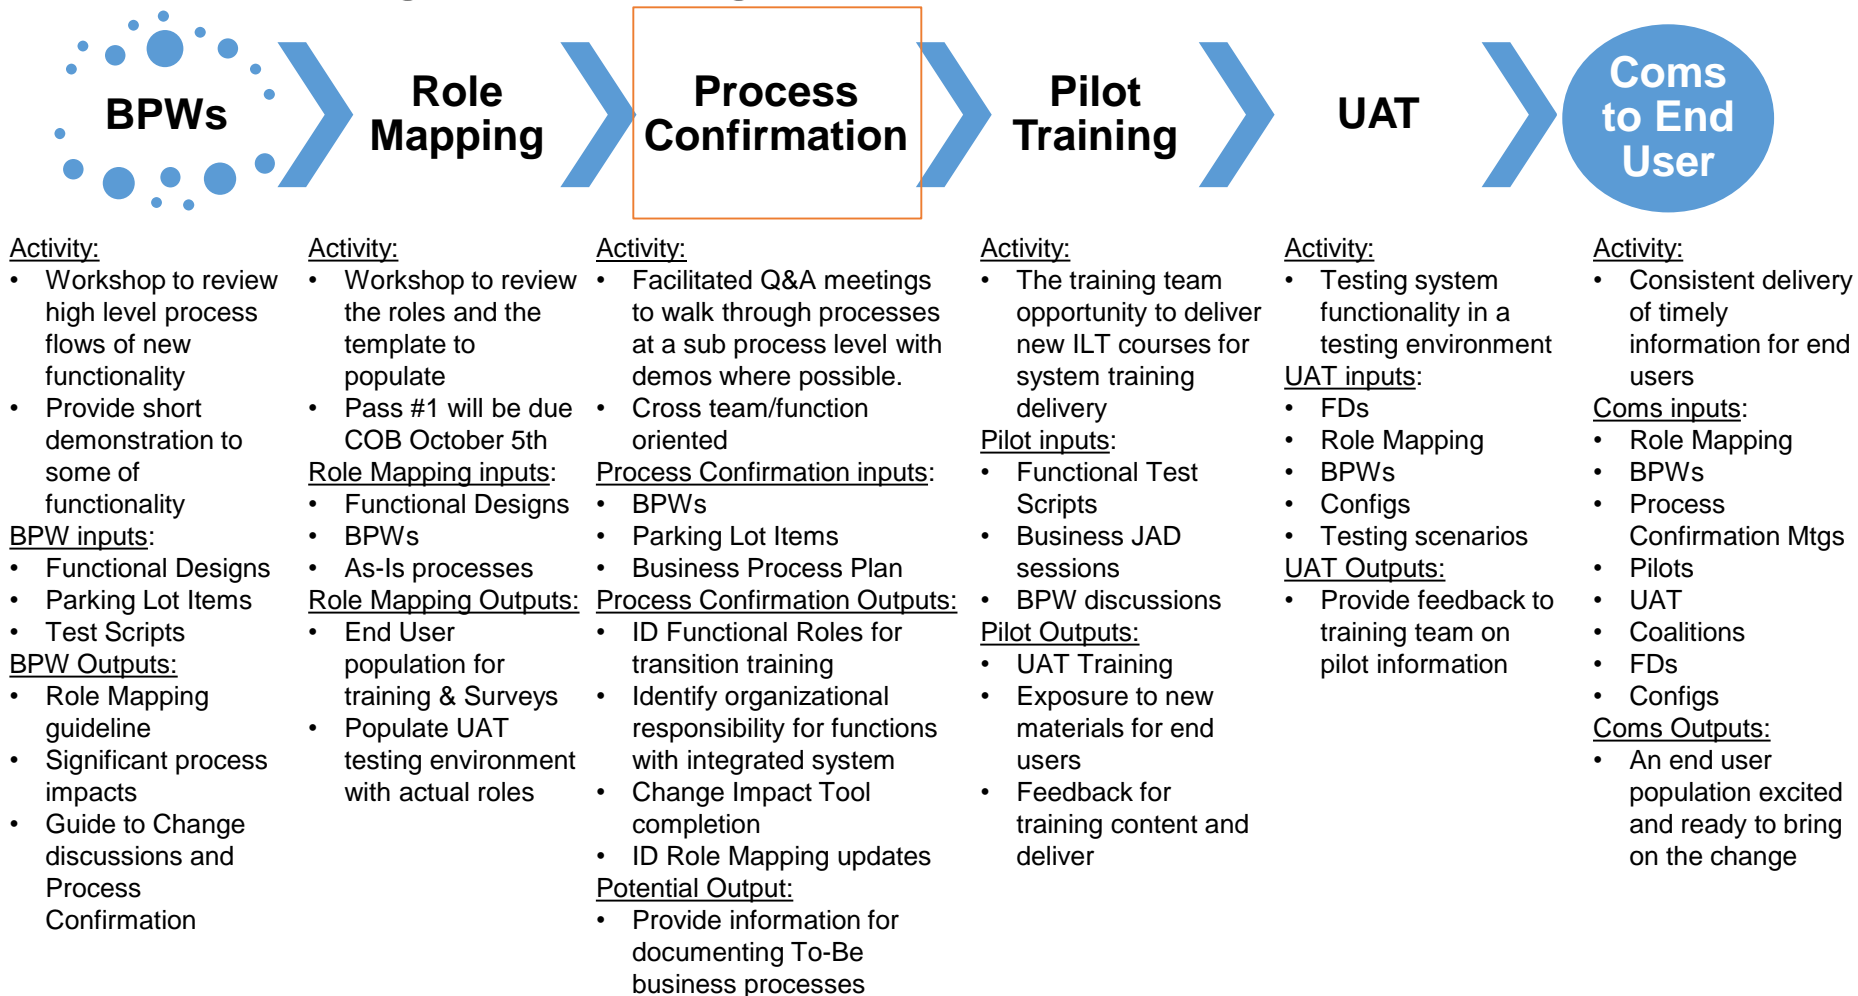 BPWs
Role
Mapping
Process
Confirmation
Pilot
Training
UAT
Coms
to End
User
Activity:
• Workshop to review
high level process
flows of new
functionality
• Provide short
demonstration to
some of
functionality
BPW inputs:
• Functional Designs
• Parking Lot Items
• Test Scripts
BPW Outputs:
• Role Mapping
guideline
• Significant process
impacts
• Guide to Change
discussions and
Process
Confirmation
Activity:
• Workshop to review
the roles and the
template to
populate
• Pass #1 will be due
COB October 5th
Role Mapping inputs:
• Functional Designs
• BPWs
• As-Is processes
Role Mapping Outputs:
• End User
population for
training & Surveys
• Populate UAT
testing environment
with actual roles
Activity:
• Facilitated Q&A meetings
to walk through processes
at a sub process level with
demos where possible.
• Cross team/function
oriented
Process Confirmation inputs:
• BPWs
• Parking Lot Items
• Business Process Plan
Process Confirmation Outputs:
• ID Functional Roles for
transition training
• Identify organizational
responsibility for functions
with integrated system
• Change Impact Tool
completion
• ID Role Mapping updates
Potential Output:
• Provide information for
documenting To-Be
business processes
Activity:
• The training team
opportunity to deliver
new ILT courses for
system training
delivery
Pilot inputs:
• Functional Test
Scripts
• Business JAD
sessions
• BPW discussions
Pilot Outputs:
• UAT Training
• Exposure to new
materials for end
users
• Feedback for
training content and
deliver
Activity:
• Testing system
functionality in a
testing environment
UAT inputs:
• FDs
• Role Mapping
• BPWs
• Configs
• Testing scenarios
UAT Outputs:
• Provide feedback to
training team on
pilot information
Activity:
• Consistent delivery
of timely
information for end
users
Coms inputs:
• Role Mapping
• BPWs
• Process
Confirmation Mtgs
• Pilots
• UAT
• Coalitions
• FDs
• Configs
Coms Outputs:
• An end user
population excited
and ready to bring
on the change